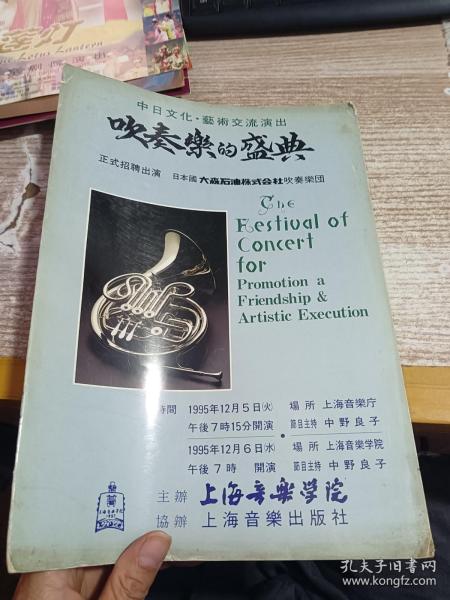 The Lotus Lantern
中日文化·藝術交流演出
吹奏樂的盛典
正式招聘出演 日本國 大森石油株式会社吹奏樂団
The
Festival of
Concert
for
Promotion a
Friendship &
Artistic Execution
時間 1995年12月5日(火) 場所 上海音樂庁
午後7時15分開演 節目主持 中野良子
1995年12月6日(水) 場所 上海音樂学院
午後7時 開演 節目主持 中野良子
主辦 上海音樂学院
協辦 上海音樂出版社
孔夫子旧书网
www.kongfz.com